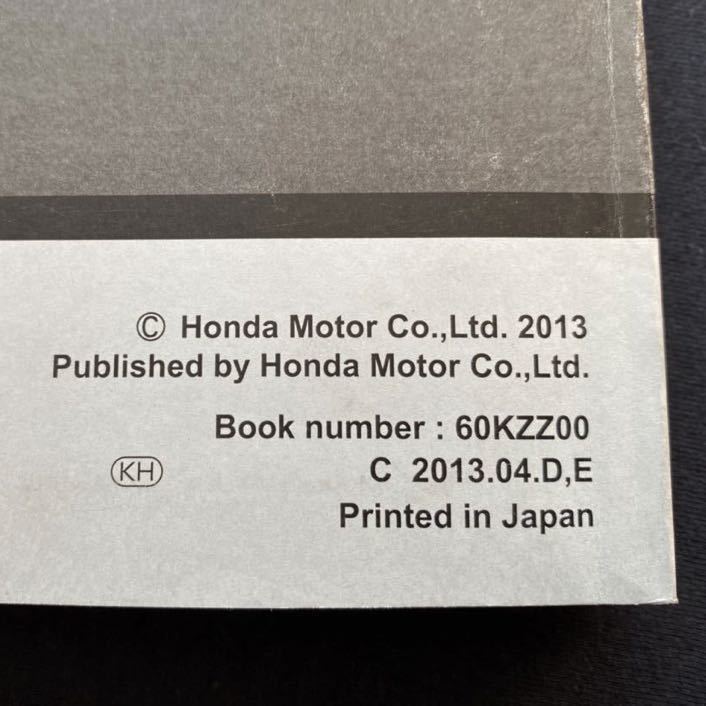 © Honda Motor Co.,Ltd. 2013
Published by Honda Motor Co.,Ltd.
Book number : 60KZZ00
KH C 2013.04.D,E
Printed in Japan